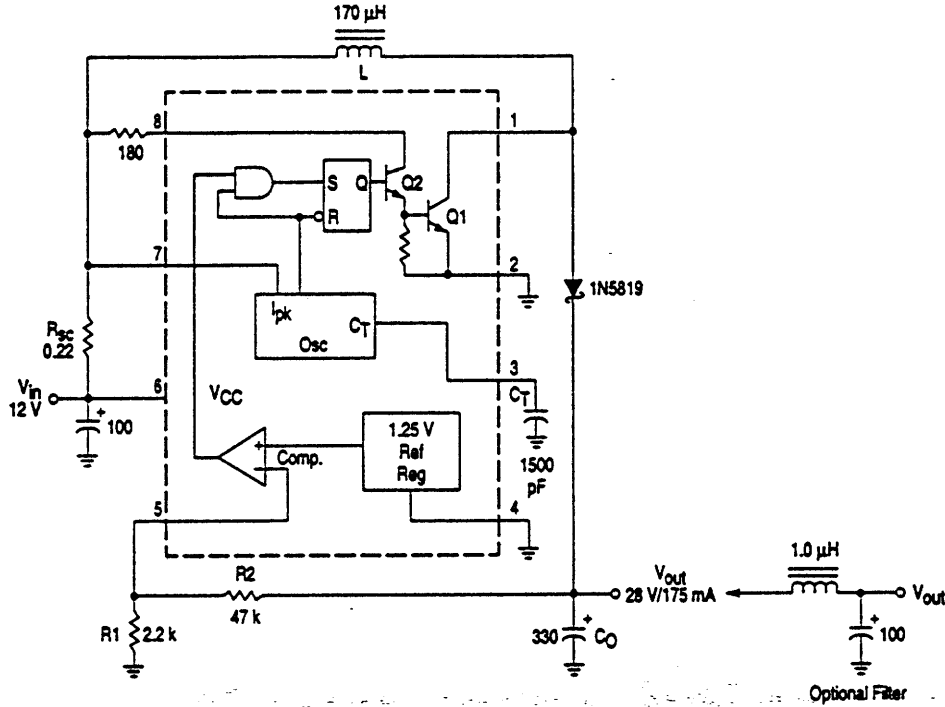 170 μH
L
8
1
180
S
Q
Q2
R
Q1
7
2
1N5819
Ipk
CT
Osc
Rsc
0.22
3
CT
Vin
12 V
6
VCC
+
100
+
1.25 V
Ref
Reg
Comp.
–
1500
pF
5
4
1.0 μH
R2
47 k
Vout
28 V/175 mA
Vout
R1
2.2 k
330
+
CO
+
100
Optional Filter